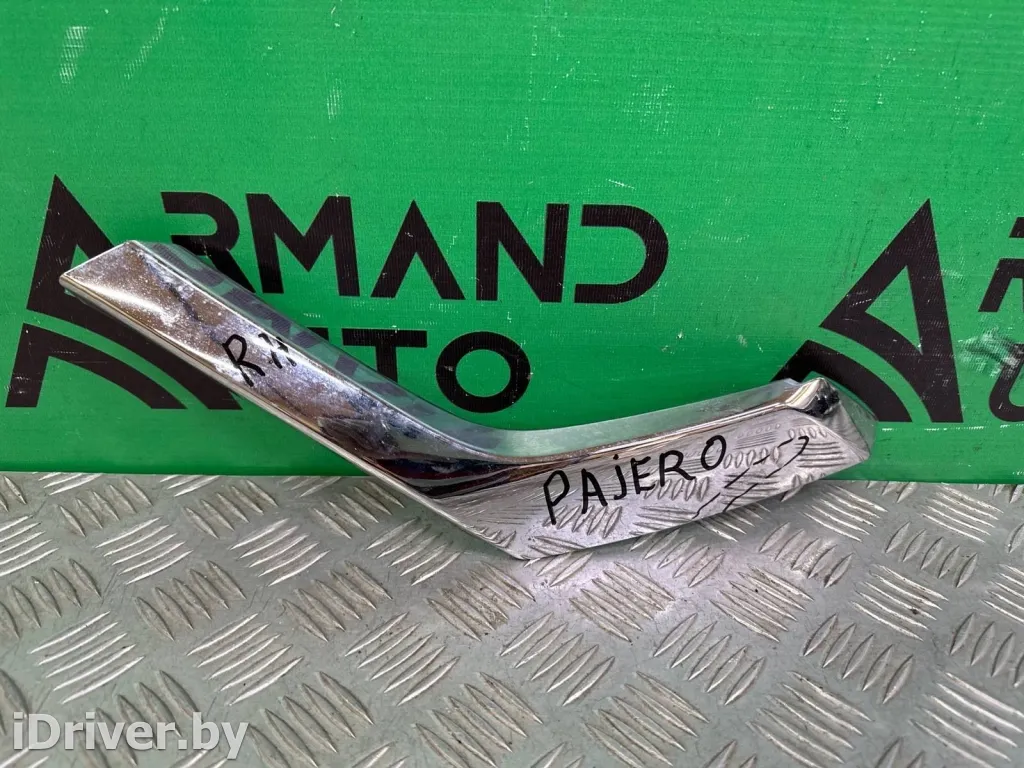 ARMAND
AUTO
R H
PAJERO
iDriver.by